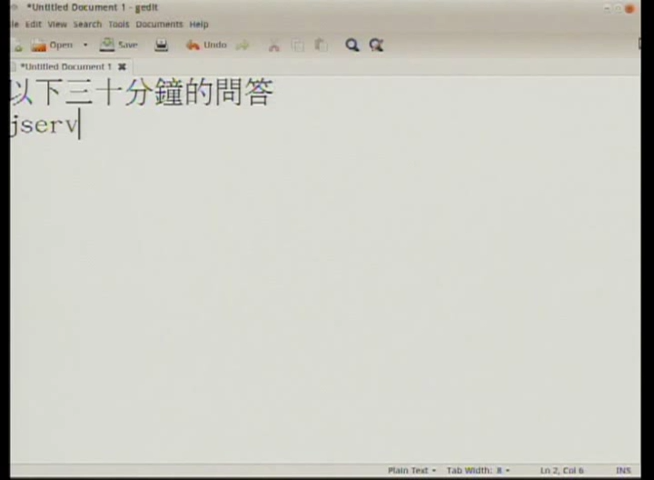 *Untitled Document 1 - gedit
Edit View Search Tools Documents Help
Open Save Undo
*Untitled Document 1
以下三十分鐘的問答
jserv
Plain Text Tab Width: 8 Ln 2, Col 6 INS